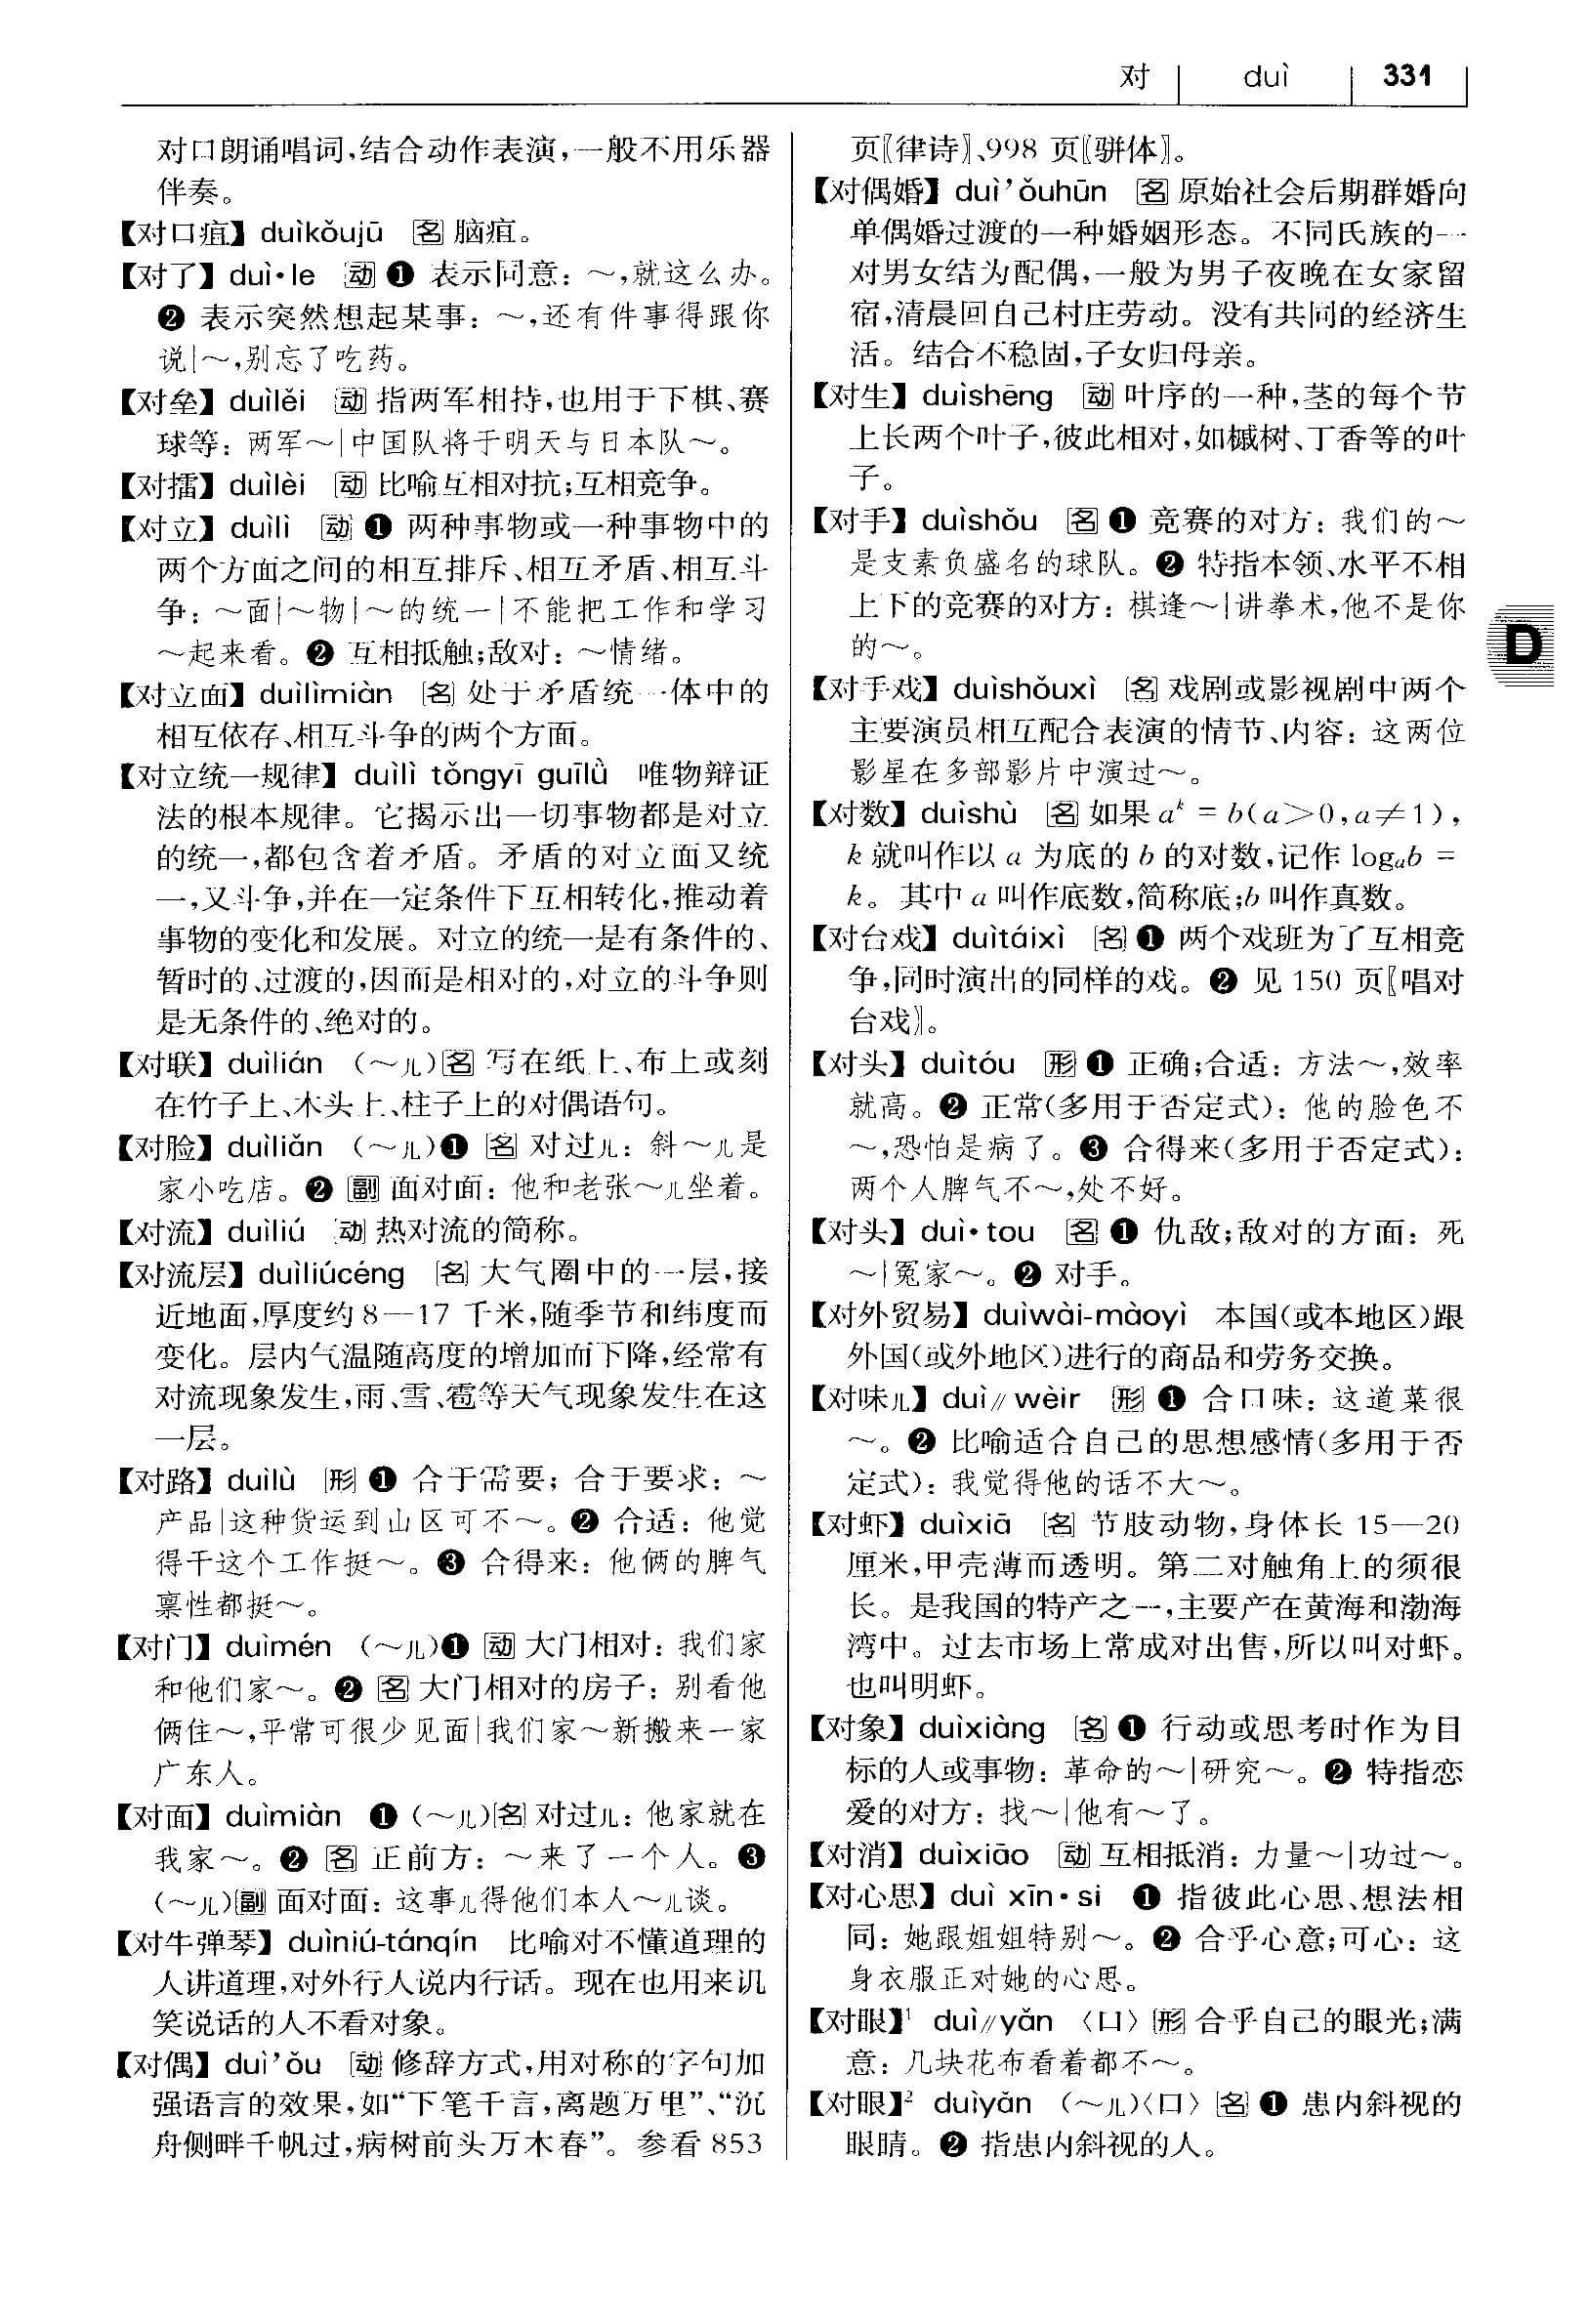 对 duì 331
对口朗诵唱词,结合动作表演,一般不用乐器
伴奏。
【对口疽】duìkǒujū 名 脑疽。
【对了】duì•le 动 ❶ 表示同意：～,就这么办。
❷ 表示突然想起某事：～,还有件事得跟你
说|～,别忘了吃药。
【对垒】duìlěi 动 指两军相持,也用于下棋、赛
球等：两军～|中国队将于明天与日本队～。
【对擂】duìlèi 动 比喻互相对抗;互相竞争。
【对立】duìlì 动 ❶ 两种事物或一种事物中的
两个方面之间的相互排斥、相互矛盾、相互斗
争：～面|～物|～的统一|不能把工作和学习
～起来看。❷ 互相抵触;敌对：～情绪。
【对立面】duìlìmiàn 名 处于矛盾统一体中的
相互依存、相互斗争的两个方面。
【对立统一规律】duìlì tǒngyī guīlǜ 唯物辩证
法的根本规律。它揭示出一切事物都是对立
的统一,都包含着矛盾。矛盾的对立面又统
一,又斗争,并在一定条件下互相转化,推动着
事物的变化和发展。对立的统一是有条件的、
暂时的、过渡的,因而是相对的,对立的斗争则
是无条件的、绝对的。
【对联】duìlián （～儿）名 写在纸上、布上或刻
在竹子上、木头上、柱子上的对偶语句。
【对脸】duìliǎn （～儿）❶ 名 对过儿：斜～儿是
家小吃店。❷ 副 面对面：他和老张～儿坐着。
【对流】duìliú 动 热对流的简称。
【对流层】duìliúcéng 名 大气圈中的一层,接
近地面,厚度约 8—17 千米,随季节和纬度而
变化。层内气温随高度的增加而下降,经常有
对流现象发生,雨、雪、雹等天气现象发生在这
一层。
【对路】duìlù 形 ❶ 合于需要；合于要求：～
产品|这种货运到山区可不～。❷ 合适：他觉
得干这个工作挺～。❸ 合得来：他俩的脾气
禀性都挺～。
【对门】duìmén （～儿）❶ 动 大门相对：我们家
和他们家～。❷ 名 大门相对的房子：别看他
俩住～,平常可很少见面|我们家～新搬来一家
广东人。
【对面】duìmiàn ❶（～儿）名 对过儿：他家就在
我家～。❷ 名 正前方：～来了一个人。❸
（～儿）副 面对面：这事儿得他们本人～儿谈。
【对牛弹琴】duìniú-tánqín 比喻对不懂道理的
人讲道理,对外行人说内行话。现在也用来讥
笑说话的人不看对象。
【对偶】duì’ǒu 动 修辞方式,用对称的字句加
强语言的效果,如“下笔千言,离题万里”、“沉
舟侧畔千帆过,病树前头万木春”。参看 853
页〖律诗〗、998 页〖骈体〗。
【对偶婚】duì’ǒuhūn 名 原始社会后期群婚向
单偶婚过渡的一种婚姻形态。不同氏族的一
对男女结为配偶,一般为男子夜晚在女家留
宿,清晨回自己村庄劳动。没有共同的经济生
活。结合不稳固,子女归母亲。
【对生】duìshēng 动 叶序的一种,茎的每个节
上长两个叶子,彼此相对,如槭树、丁香等的叶
子。
【对手】duìshǒu 名 ❶ 竞赛的对方：我们的～
是支素负盛名的球队。❷ 特指本领、水平不相
上下的竞赛的对方：棋逢～|讲拳术,他不是你
的～。
【对手戏】duìshǒuxì 名 戏剧或影视剧中两个
主要演员相互配合表演的情节、内容：这两位
影星在多部影片中演过～。
【对数】duìshù 名 如果 aᵏ = b(a＞0,a≠1),
k 就叫作以 a 为底的 b 的对数,记作 logₐb =
k。其中 a 叫作底数,简称底;b 叫作真数。
【对台戏】duìtáixì 名 ❶ 两个戏班为了互相竞
争,同时演出的同样的戏。❷ 见 150 页〖唱对
台戏〗。
【对头】duìtóu 形 ❶ 正确;合适：方法～,效率
就高。❷ 正常(多用于否定式)：他的脸色不
～,恐怕是病了。❸ 合得来(多用于否定式)：
两个人脾气不～,处不好。
【对头】duì•tou 名 ❶ 仇敌;敌对的方面：死
～|冤家～。❷ 对手。
【对外贸易】duìwài-màoyì 本国(或本地区)跟
外国(或外地区)进行的商品和劳务交换。
【对味儿】duì∥wèir 形 ❶ 合口味：这道菜很
～。❷ 比喻适合自己的思想感情(多用于否
定式)：我觉得他的话不大～。
【对虾】duìxiā 名 节肢动物,身体长 15—20
厘米,甲壳薄而透明。第二对触角上的须很
长。是我国的特产之一,主要产在黄海和渤海
湾中。过去市场上常成对出售,所以叫对虾。
也叫明虾。
【对象】duìxiàng 名 ❶ 行动或思考时作为目
标的人或事物：革命的～|研究～。❷ 特指恋
爱的对方：找～|他有～了。
【对消】duìxiāo 动 互相抵消：力量～|功过～。
【对心思】duì xīn•si ❶ 指彼此心思、想法相
同：她跟姐姐特别～。❷ 合乎心意;可心：这
身衣服正对她的心思。
【对眼】¹ duì∥yǎn 〈口〉形 合乎自己的眼光;满
意：几块花布看着都不～。
【对眼】² duìyǎn （～儿）〈口〉名 ❶ 患内斜视的
眼睛。❷ 指患内斜视的人。
D